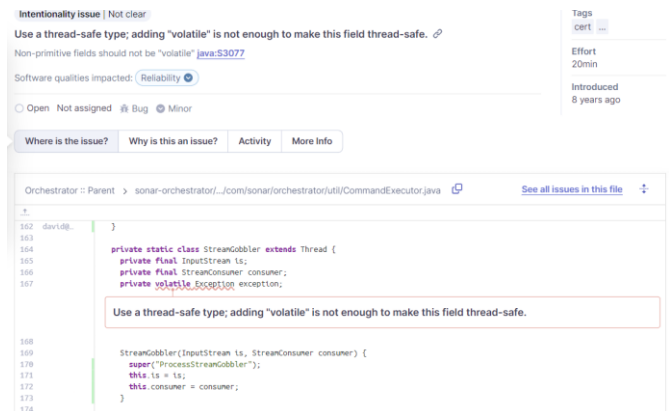 Intentionality issue | Not clear
Use a thread-safe type; adding "volatile" is not enough to make this field thread-safe.
Non-primitive fields should not be "volatile" java:S3077
Software qualities impacted: Reliability
Open Not assigned Bug Minor
Tags
cert ...
Effort
20min
Introduced
8 years ago
Where is the issue? Why is this an issue? Activity More Info
Orchestrator :: Parent > sonar-orchestrator/.../com/sonar/orchestrator/util/CommandExecutor.java See all issues in this file
162 david@… }
163
164 private static class StreamGobbler extends Thread {
165 private final InputStream is;
166 private final StreamConsumer consumer;
167 private volatile Exception exception;
Use a thread-safe type; adding "volatile" is not enough to make this field thread-safe.
168
169 StreamGobbler(InputStream is, StreamConsumer consumer) {
170 super("ProcessStreamGobbler");
171 this.is = is;
172 this.consumer = consumer;
173 }
174